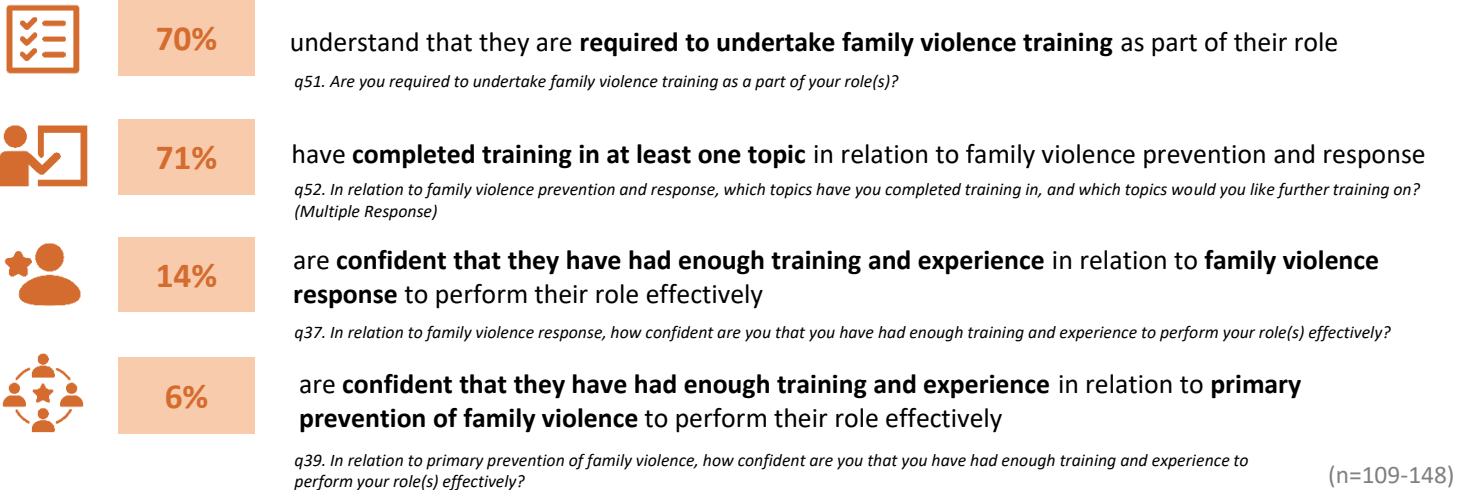 70%
understand that they are required to undertake family violence training as part of their role
q51. Are you required to undertake family violence training as a part of your role(s)?
71%
have completed training in at least one topic in relation to family violence prevention and response
q52. In relation to family violence prevention and response, which topics have you completed training in, and which topics would you like further training on?
(Multiple Response)
14%
are confident that they have had enough training and experience in relation to family violence
response to perform their role effectively
q37. In relation to family violence response, how confident are you that you have had enough training and experience to perform your role(s) effectively?
6%
are confident that they have had enough training and experience in relation to primary
prevention of family violence to perform their role effectively
q39. In relation to primary prevention of family violence, how confident are you that you have had enough training and experience to
perform your role(s) effectively?
(n=109-148)